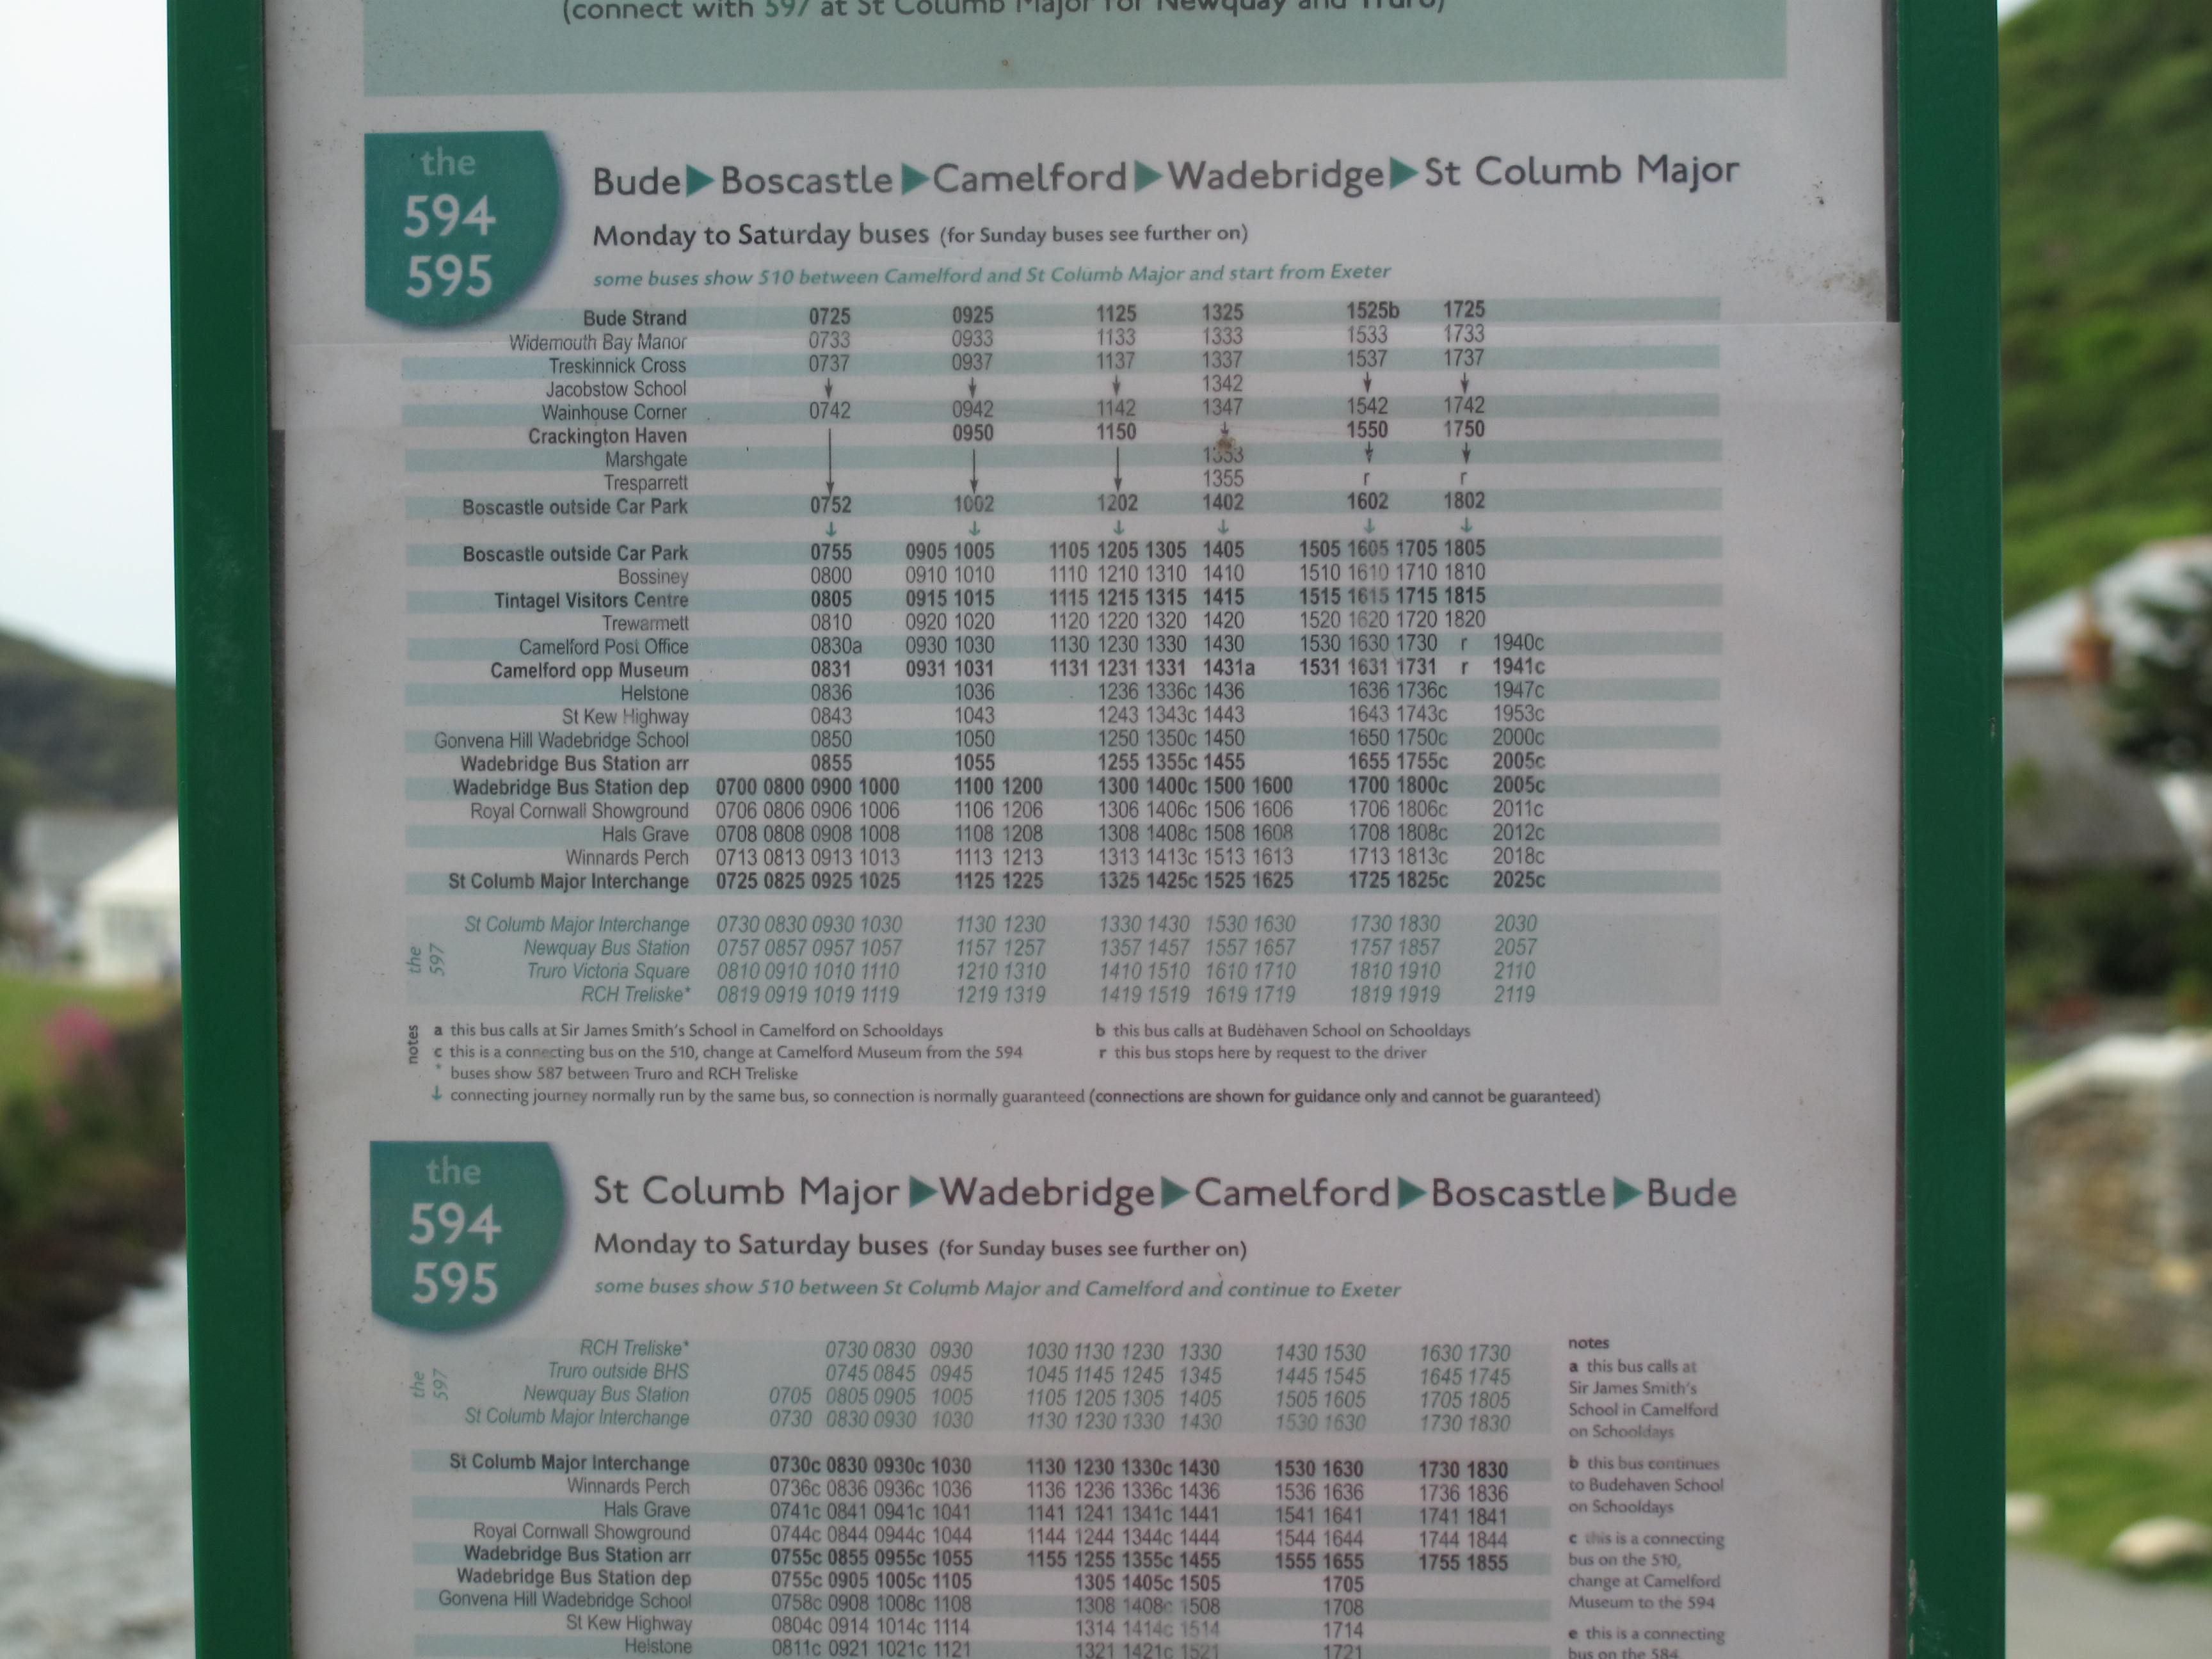 (connect with 597 at St Columb Major for Newquay and Truro)
the
594
595
Bude Boscastle Camelford Wadebridge St Columb Major
Monday to Saturday buses (for Sunday buses see further on)
some buses show 510 between Camelford and St Columb Major and start from Exeter
Bude Strand 0725 0925 1125 1325 1525b 1725
Widemouth Bay Manor 0733 0933 1133 1333 1533 1733
Treskinnick Cross 0737 0937 1137 1337 1537 1737
Jacobstow School ↓ ↓ ↓ 1342 ↓ ↓
Wainhouse Corner 0742 0942 1142 1347 1542 1742
Crackington Haven 0950 1150 ↓ 1550 1750
Marshgate 1353 ↓ ↓
Tresparrett 1355 r r
Boscastle outside Car Park 0752 1002 1202 1402 1602 1802
↓ ↓ ↓ ↓ ↓ ↓
Boscastle outside Car Park 0755 0905 1005 1105 1205 1305 1405 1505 1605 1705 1805
Bossiney 0800 0910 1010 1110 1210 1310 1410 1510 1610 1710 1810
Tintagel Visitors Centre 0805 0915 1015 1115 1215 1315 1415 1515 1615 1715 1815
Trewarmett 0810 0920 1020 1120 1220 1320 1420 1520 1620 1720 1820
Camelford Post Office 0830a 0930 1030 1130 1230 1330 1430 1530 1630 1730 r 1940c
Camelford opp Museum 0831 0931 1031 1131 1231 1331 1431a 1531 1631 1731 r 1941c
Helstone 0836 1036 1236 1336c 1436 1636 1736c 1947c
St Kew Highway 0843 1043 1243 1343c 1443 1643 1743c 1953c
Gonvena Hill Wadebridge School 0850 1050 1250 1350c 1450 1650 1750c 2000c
Wadebridge Bus Station arr 0855 1055 1255 1355c 1455 1655 1755c 2005c
Wadebridge Bus Station dep 0700 0800 0900 1000 1100 1200 1300 1400c 1500 1600 1700 1800c 2005c
Royal Cornwall Showground 0706 0806 0906 1006 1106 1206 1306 1406c 1506 1606 1706 1806c 2011c
Hals Grave 0708 0808 0908 1008 1108 1208 1308 1408c 1508 1608 1708 1808c 2012c
Winnards Perch 0713 0813 0913 1013 1113 1213 1313 1413c 1513 1613 1713 1813c 2018c
St Columb Major Interchange 0725 0825 0925 1025 1125 1225 1325 1425c 1525 1625 1725 1825c 2025c
the 597
St Columb Major Interchange 0730 0830 0930 1030 1130 1230 1330 1430 1530 1630 1730 1830 2030
Newquay Bus Station 0757 0857 0957 1057 1157 1257 1357 1457 1557 1657 1757 1857 2057
Truro Victoria Square 0810 0910 1010 1110 1210 1310 1410 1510 1610 1710 1810 1910 2110
RCH Treliske* 0819 0919 1019 1119 1219 1319 1419 1519 1619 1719 1819 1919 2119
notes
a this bus calls at Sir James Smith's School in Camelford on Schooldays
b this bus calls at Budehaven School on Schooldays
c this is a connecting bus on the 510, change at Camelford Museum from the 594
r this bus stops here by request to the driver
* buses show 587 between Truro and RCH Treliske
↓ connecting journey normally run by the same bus, so connection is normally guaranteed (connections are shown for guidance only and cannot be guaranteed)
the
594
595
St Columb Major Wadebridge Camelford Boscastle Bude
Monday to Saturday buses (for Sunday buses see further on)
some buses show 510 between St Columb Major and Camelford and continue to Exeter
the 597
RCH Treliske* 0730 0830 0930 1030 1130 1230 1330 1430 1530 1630 1730
Truro outside BHS 0745 0845 0945 1045 1145 1245 1345 1445 1545 1645 1745
Newquay Bus Station 0705 0805 0905 1005 1105 1205 1305 1405 1505 1605 1705 1805
St Columb Major Interchange 0730 0830 0930 1030 1130 1230 1330 1430 1530 1630 1730 1830
St Columb Major Interchange 0730c 0830 0930c 1030 1130 1230 1330c 1430 1530 1630 1730 1830
Winnards Perch 0736c 0836 0936c 1036 1136 1236 1336c 1436 1536 1636 1736 1836
Hals Grave 0741c 0841 0941c 1041 1141 1241 1341c 1441 1541 1641 1741 1841
Royal Cornwall Showground 0744c 0844 0944c 1044 1144 1244 1344c 1444 1544 1644 1744 1844
Wadebridge Bus Station arr 0755c 0855 0955c 1055 1155 1255 1355c 1455 1555 1655 1755 1855
Wadebridge Bus Station dep 0755c 0905 1005c 1105 1305 1405c 1505 1705
Gonvena Hill Wadebridge School 0758c 0908 1008c 1108 1308 1408c 1508 1708
St Kew Highway 0804c 0914 1014c 1114 1314 1414c 1514 1714
Helstone 0811c 0921 1021c 1121 1321 1421c 1521 1721
notes
a this bus calls at
Sir James Smith's
School in Camelford
on Schooldays
b this bus continues
to Budehaven School
on Schooldays
c this is a connecting
bus on the 510,
change at Camelford
Museum to the 594
e this is a connecting
bus on the 584,